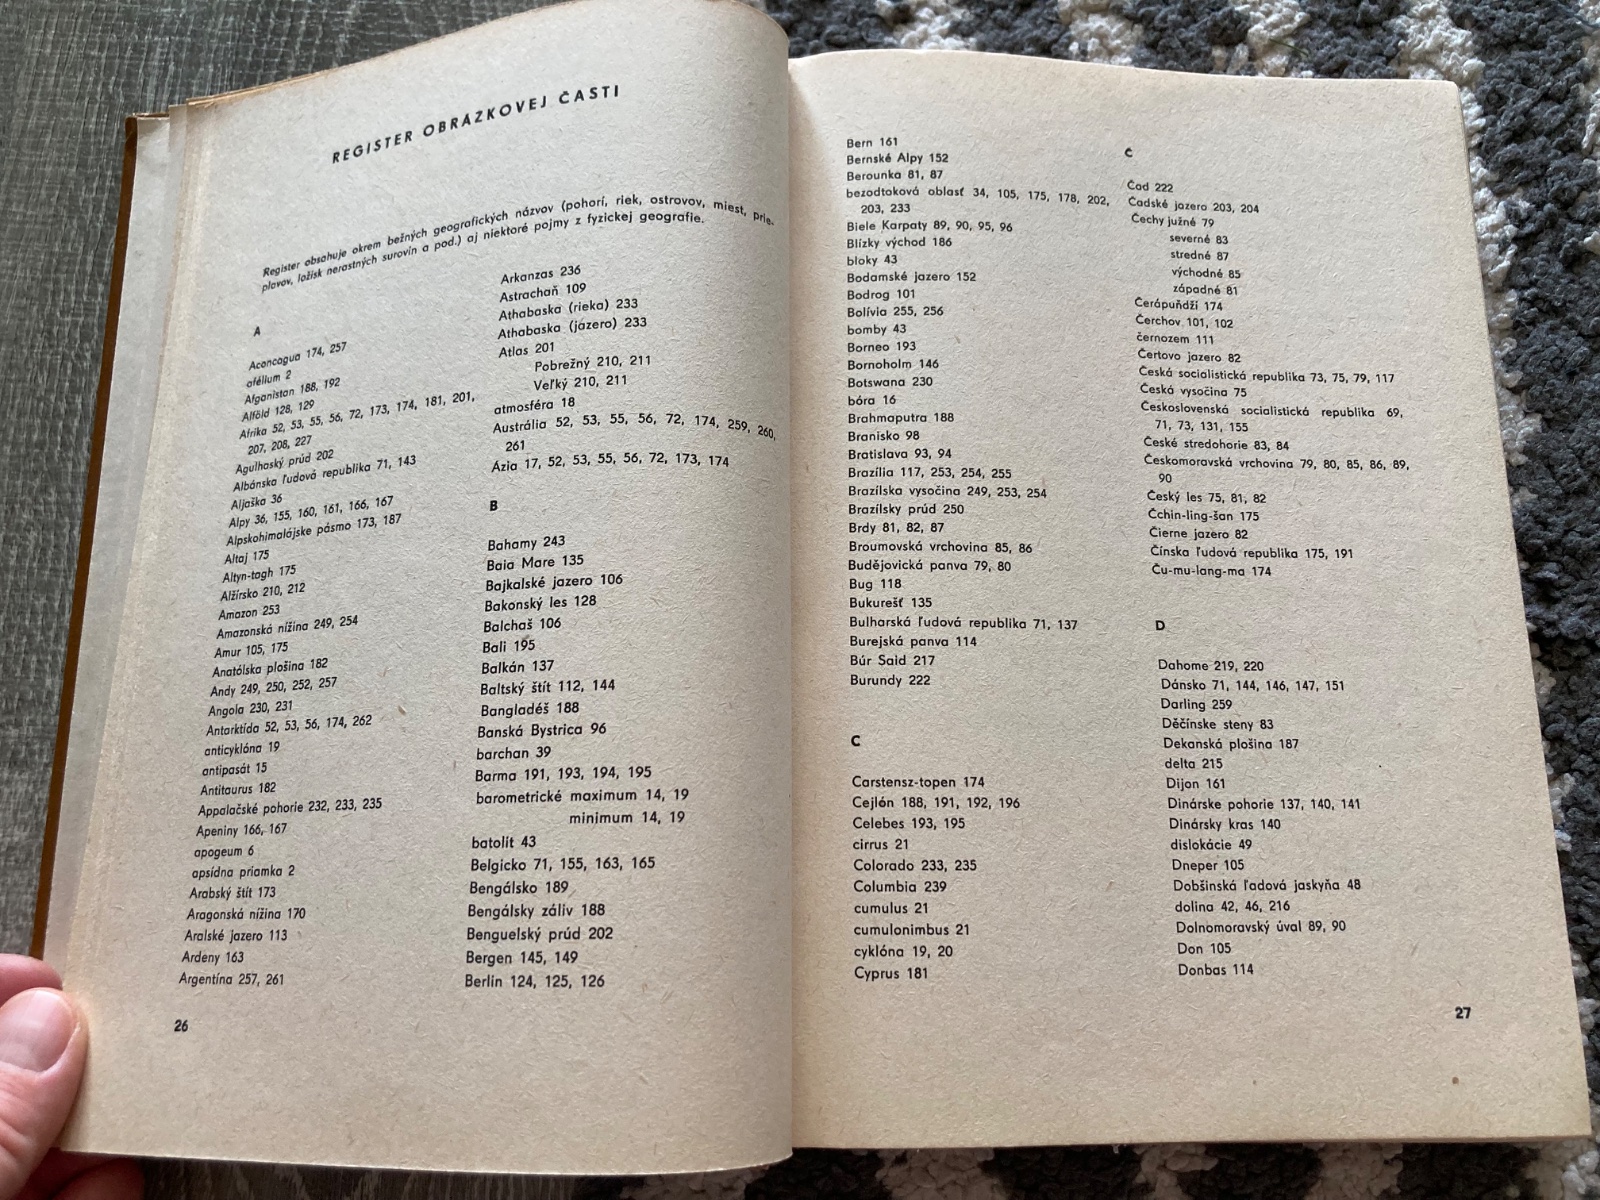 REGISTER OBRAZKOVEJ ČASTI
Register obsahuje okrem bežných geografických názvov (pohorí, riek, ostrovov, miest, prie-
plavov, ložísk nerastných surovín a pod.) aj niektoré pojmy z fyzickej geografie.
A
Aconcagua 174, 257
afélium 2
Afganistan 188, 192
Alföld 128, 129
Afrika 52, 53, 55, 56, 72, 173, 174, 181, 201,
207, 208, 227
Agulhaský prúd 202
Albánska ľudová republika 71, 143
Aljaška 36
Alpy 36, 155, 160, 161, 166, 167
Alpskohimalájske pásmo 173, 187
Altaj 175
Altyn-tagh 175
Alžírsko 210, 212
Amazon 253
Amazonská nížina 249, 254
Amur 105, 175
Anatólska plošina 182
Andy 249, 250, 252, 257
Angola 230, 231
Antarktída 52, 53, 56, 174, 262
anticyklóna 19
antipasát 15
Antitaurus 182
Appalačské pohorie 232, 233, 235
Apeniny 166, 167
apogeum 6
apsídna priamka 2
Arabský štít 173
Aragonská nížina 170
Aralské jazero 113
Ardeny 163
Argentína 257, 261
Arkanzas 236
Astrachaň 109
Athabaska (rieka) 233
Athabaska (jazero) 233
Atlas 201
Pobrežný 210, 211
Veľký 210, 211
atmosféra 18
Austrália 52, 53, 55, 56, 72, 174, 259, 260,
261
Ázia 17, 52, 53, 55, 56, 72, 173, 174
B
Bahamy 243
Baia Mare 135
Bajkalské jazero 106
Bakonský les 128
Balchaš 106
Bali 195
Balkán 137
Baltský štít 112, 144
Bangladéš 188
Banská Bystrica 96
barchan 39
Barma 191, 193, 194, 195
barometrické maximum 14, 19
minimum 14, 19
batolit 43
Belgicko 71, 155, 163, 165
Bengálsko 189
Bengálsky záliv 188
Benguelský prúd 202
Bergen 145, 149
Berlin 124, 125, 126
26
Bern 161
Bernské Alpy 152
Berounka 81, 87
bezodtoková oblasť 34, 105, 175, 178, 202,
203, 233
Biele Karpaty 89, 90, 95, 96
Blízky východ 186
bloky 43
Bodamské jazero 152
Bodrog 101
Bolívia 255, 256
bomby 43
Borneo 193
Bornoholm 146
Botswana 230
bóra 16
Brahmaputra 188
Branisko 98
Bratislava 93, 94
Brazília 117, 253, 254, 255
Brazílska vysočina 249, 253, 254
Brazílsky prúd 250
Brdy 81, 82, 87
Broumovská vrchovina 85, 86
Budějovická panva 79, 80
Bug 118
Bukurešť 135
Bulharská ľudová republika 71, 137
Burejská panva 114
Búr Said 217
Burundy 222
C
Carstensz-topen 174
Cejlón 188, 191, 192, 196
Celebes 193, 195
cirrus 21
Colorado 233, 235
Columbia 239
cumulus 21
cumulonimbus 21
cyklóna 19, 20
Cyprus 181
Č
Čad 222
Čadské jazero 203, 204
Čechy južné 79
severné 83
stredné 87
východné 85
západné 81
Čerápuňdží 174
Čerchov 101, 102
černozem 111
Čertovo jazero 82
Česká socialistická republika 73, 75, 79, 117
Česká vysočina 75
Československá socialistická republika 69,
71, 73, 131, 155
České stredohorie 83, 84
Českomoravská vrchovina 79, 80, 85, 86, 89,
90
Český les 75, 81, 82
Čchin-ling-šan 175
Čierne jazero 82
Čínska ľudová republika 175, 191
Ču-mu-lang-ma 174
D
Dahome 219, 220
Dánsko 71, 144, 146, 147, 151
Darling 259
Děčínske steny 83
Dekanská plošina 187
delta 215
Dijon 161
Dinárske pohorie 137, 140, 141
Dinársky kras 140
dislokácie 49
Dneper 105
Dobšinská ľadová jaskyňa 48
dolina 42, 46, 216
Dolnomoravský úval 89, 90
Don 105
Donbas 114
27